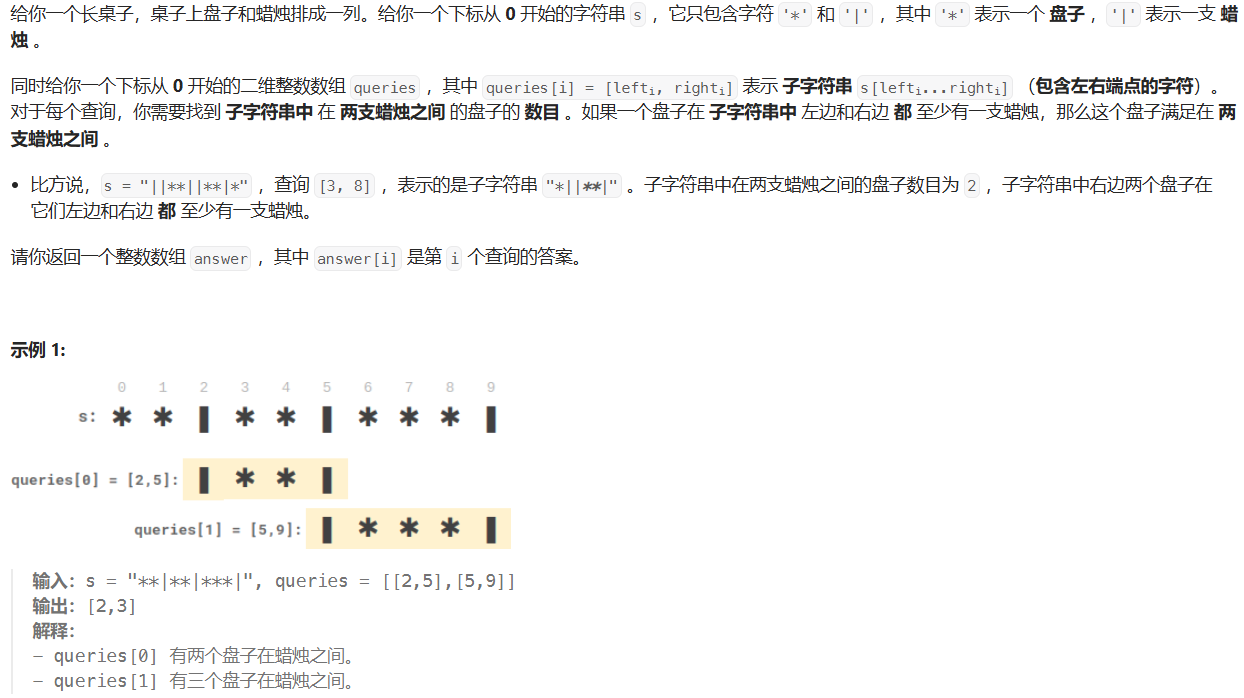 给你一个长桌子，桌子上盘子和蜡烛排成一列。给你一个下标从 0 开始的字符串 s ，它只包含字符 '*' 和 '|' ，其中 '*' 表示一个 盘子 ，'|' 表示一支 蜡
烛 。
同时给你一个下标从 0 开始的二维整数数组 queries ，其中 queries[i] = [lefti, righti] 表示 子字符串 s[lefti...righti] （包含左右端点的字符）。
对于每个查询，你需要找到 子字符串中 在 两支蜡烛之间 的盘子的 数目 。如果一个盘子在 子字符串中 左边和右边 都 至少有一支蜡烛，那么这个盘子满足在 两
支蜡烛之间 。
• 比方说，s = "||**||**|*" ，查询 [3, 8] ，表示的是子字符串 "*||**|" 。子字符串中在两支蜡烛之间的盘子数目为 2 ，子字符串中右边两个盘子在
它们左边和右边 都 至少有一支蜡烛。
请你返回一个整数数组 answer ，其中 answer[i] 是第 i 个查询的答案。
示例 1:
0 1 2 3 4 5 6 7 8 9
s: * * | * * | * * * |
queries[0] = [2,5]: | * * |
queries[1] = [5,9]: | * * * |
输入：s = "**|**|***|", queries = [[2,5],[5,9]]
输出：[2,3]
解释：
- queries[0] 有两个盘子在蜡烛之间。
- queries[1] 有三个盘子在蜡烛之间。